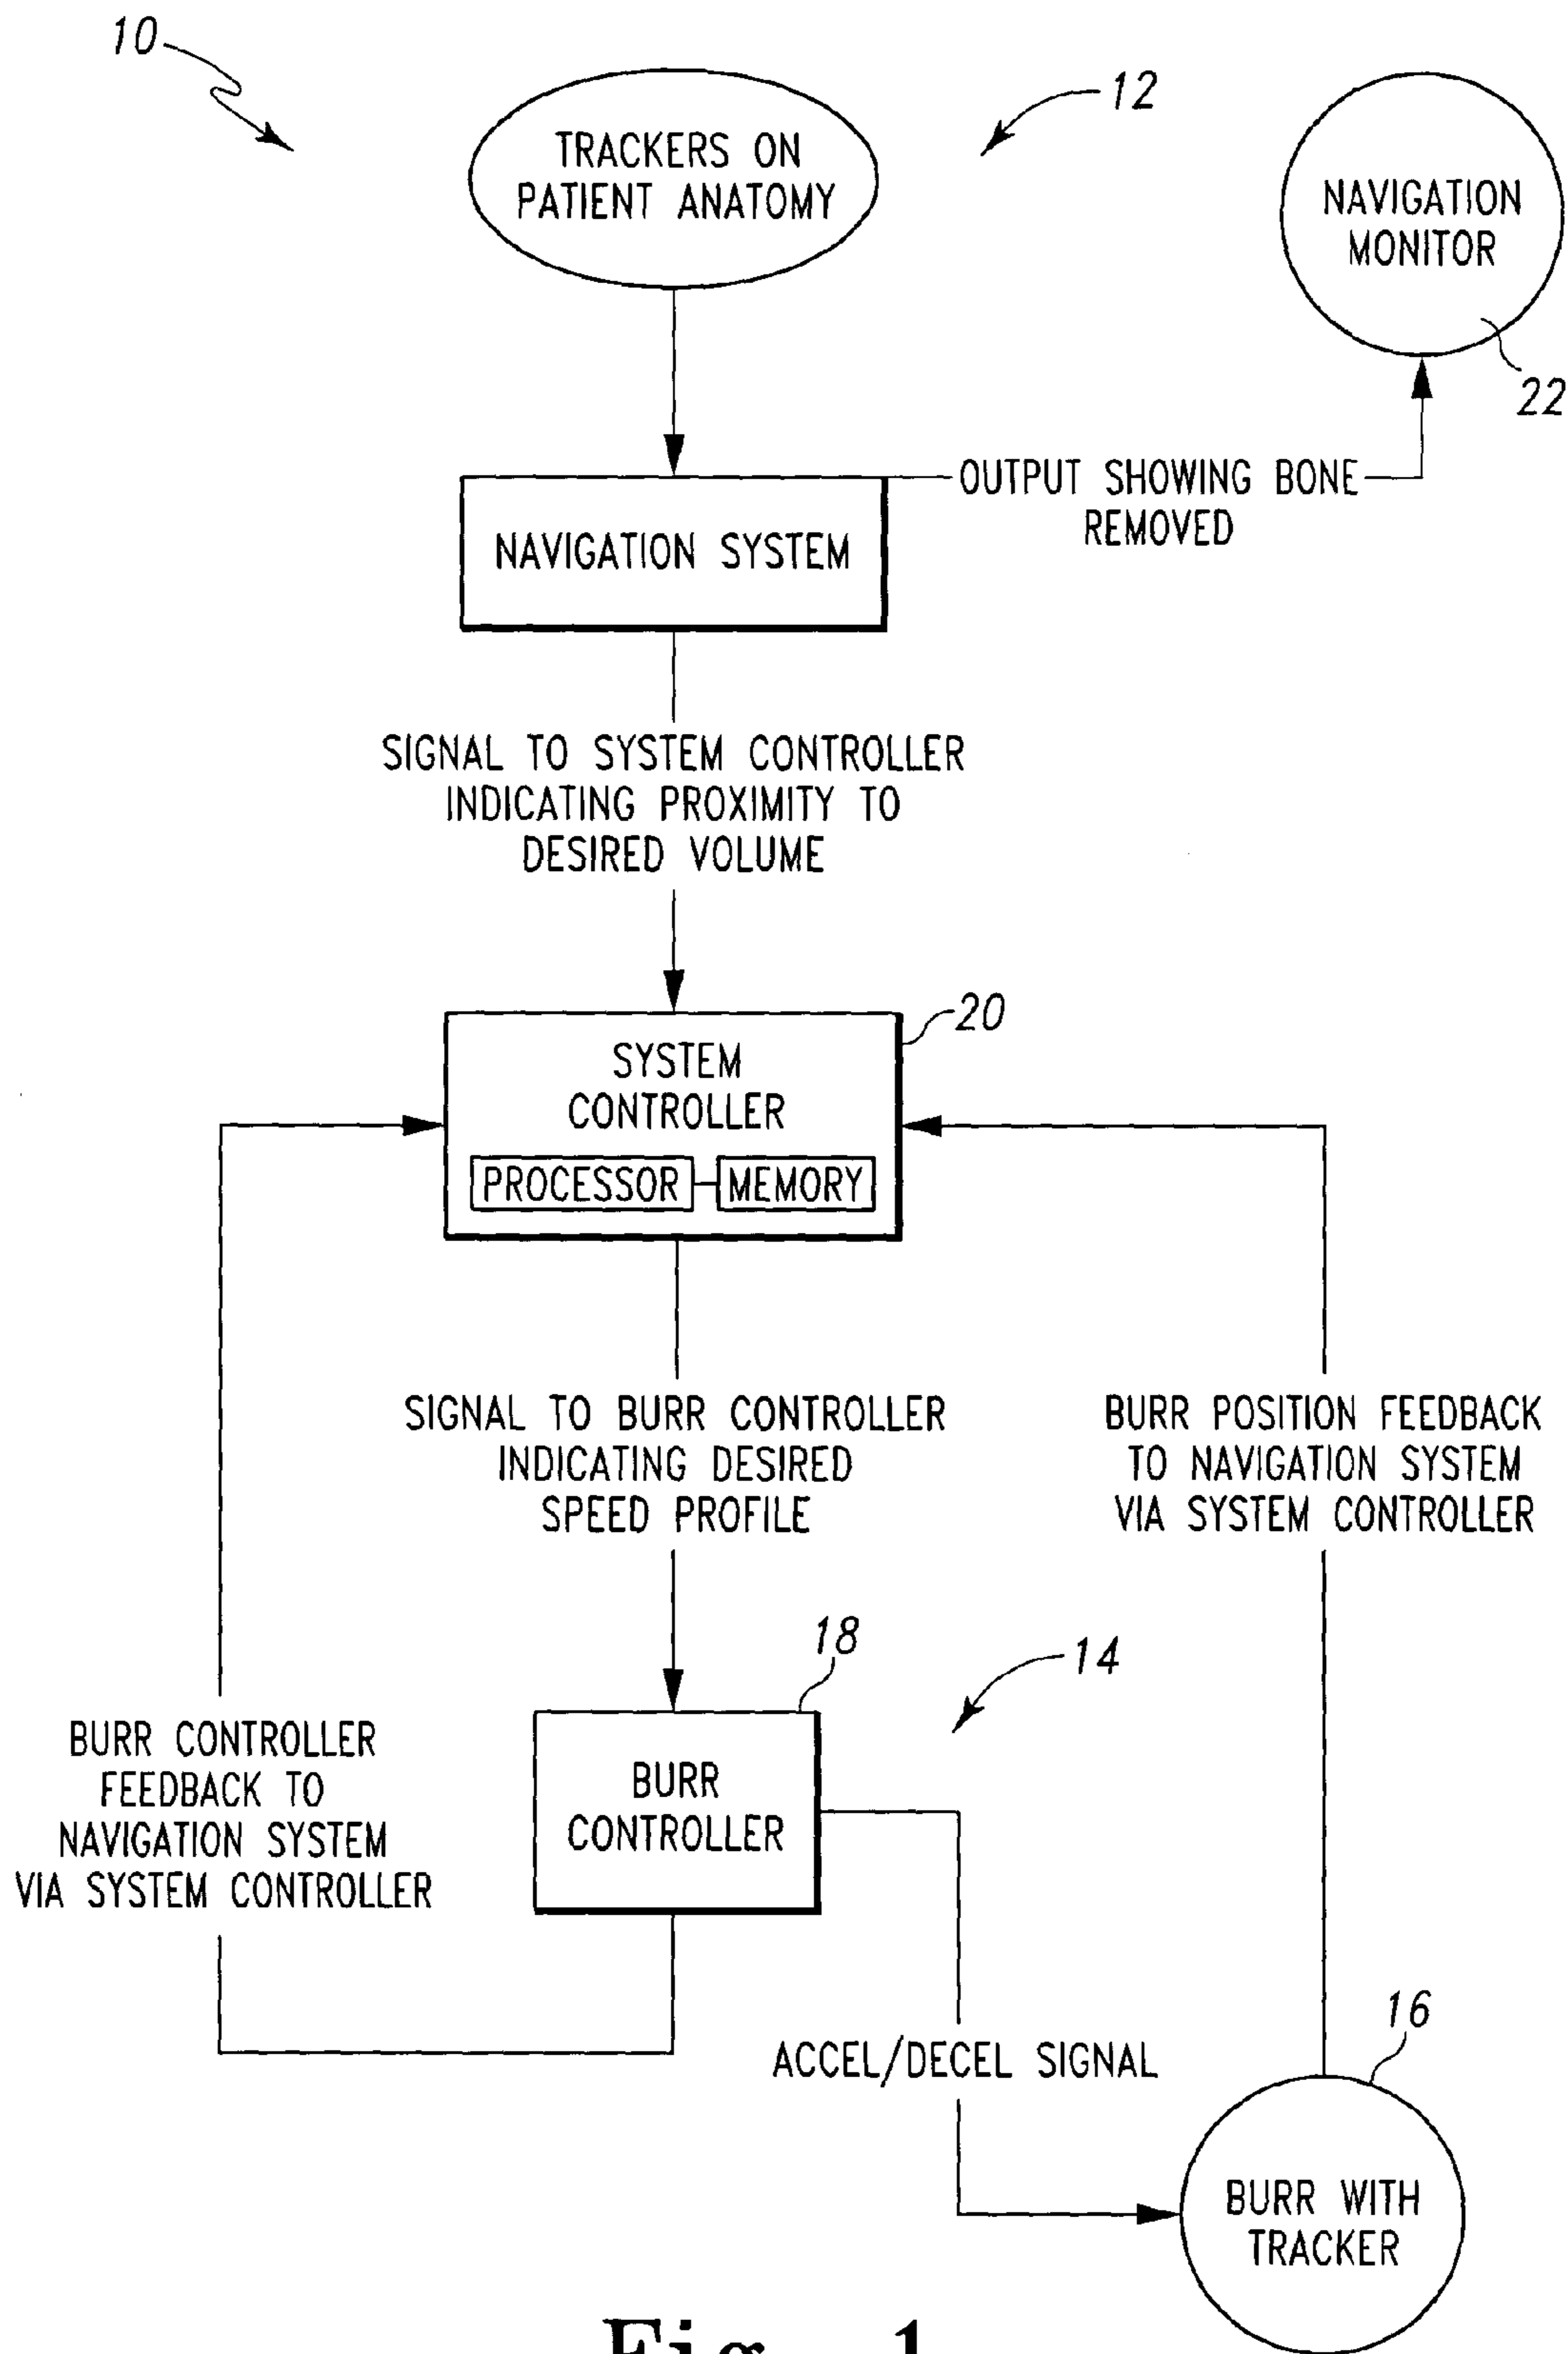 10
12
TRACKERS ON
PATIENT ANATOMY
NAVIGATION
MONITOR
22
OUTPUT SHOWING BONE
REMOVED
NAVIGATION SYSTEM
SIGNAL TO SYSTEM CONTROLLER
INDICATING PROXIMITY TO
DESIRED VOLUME
20
SYSTEM
CONTROLLER
PROCESSOR
MEMORY
SIGNAL TO BURR CONTROLLER
INDICATING DESIRED
SPEED PROFILE
BURR POSITION FEEDBACK
TO NAVIGATION SYSTEM
VIA SYSTEM CONTROLLER
18
14
BURR CONTROLLER
FEEDBACK TO
NAVIGATION SYSTEM
VIA SYSTEM CONTROLLER
BURR
CONTROLLER
16
ACCEL/DECEL SIGNAL
BURR WITH
TRACKER
Fig. 1